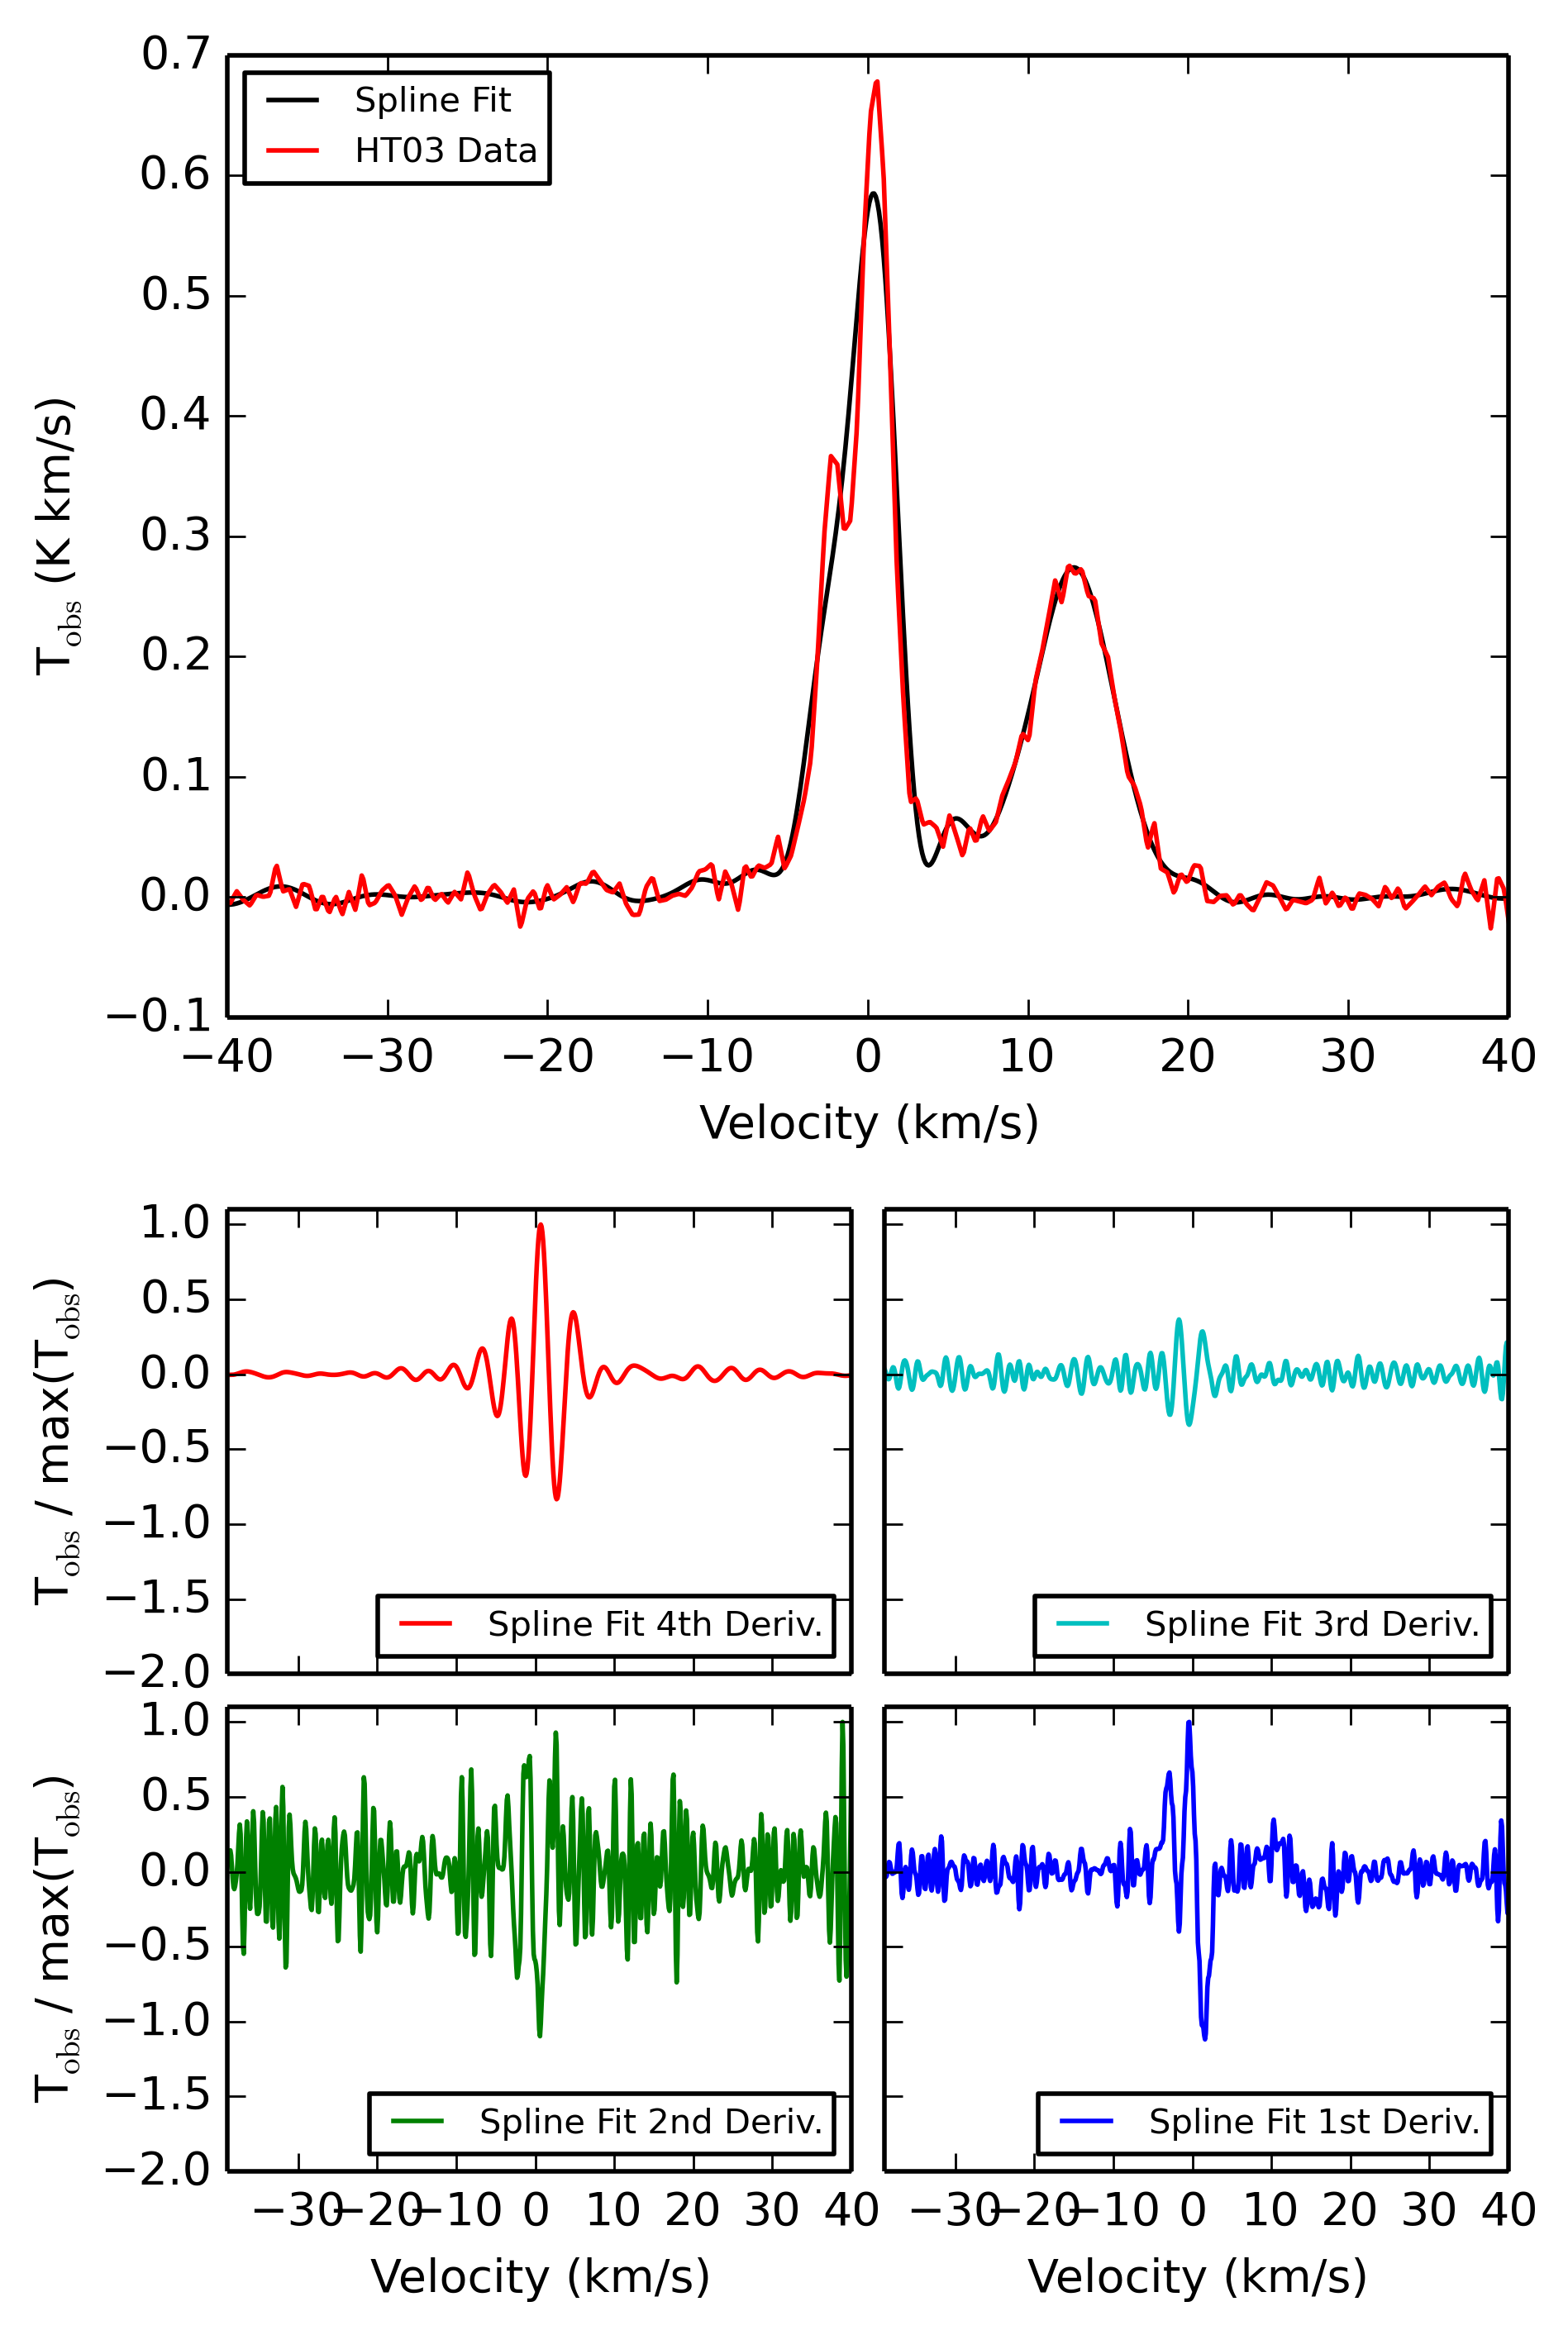 0.7
0.6
0.5
0.4
0.3
0.2
0.1
0.0
−0.1
T_obs (K km/s)
Spline Fit
HT03 Data
−40 −30 −20 −10 0 10 20 30 40
Velocity (km/s)
1.0
0.5
0.0
−0.5
−1.0
−1.5
−2.0
T_obs / max(T_obs)
Spline Fit 4th Deriv.
Spline Fit 3rd Deriv.
1.0
0.5
0.0
−0.5
−1.0
−1.5
−2.0
T_obs / max(T_obs)
Spline Fit 2nd Deriv.
Spline Fit 1st Deriv.
−30 −20 −10 0 10 20 30 40
−30 −20 −10 0 10 20 30 40
Velocity (km/s)
Velocity (km/s)